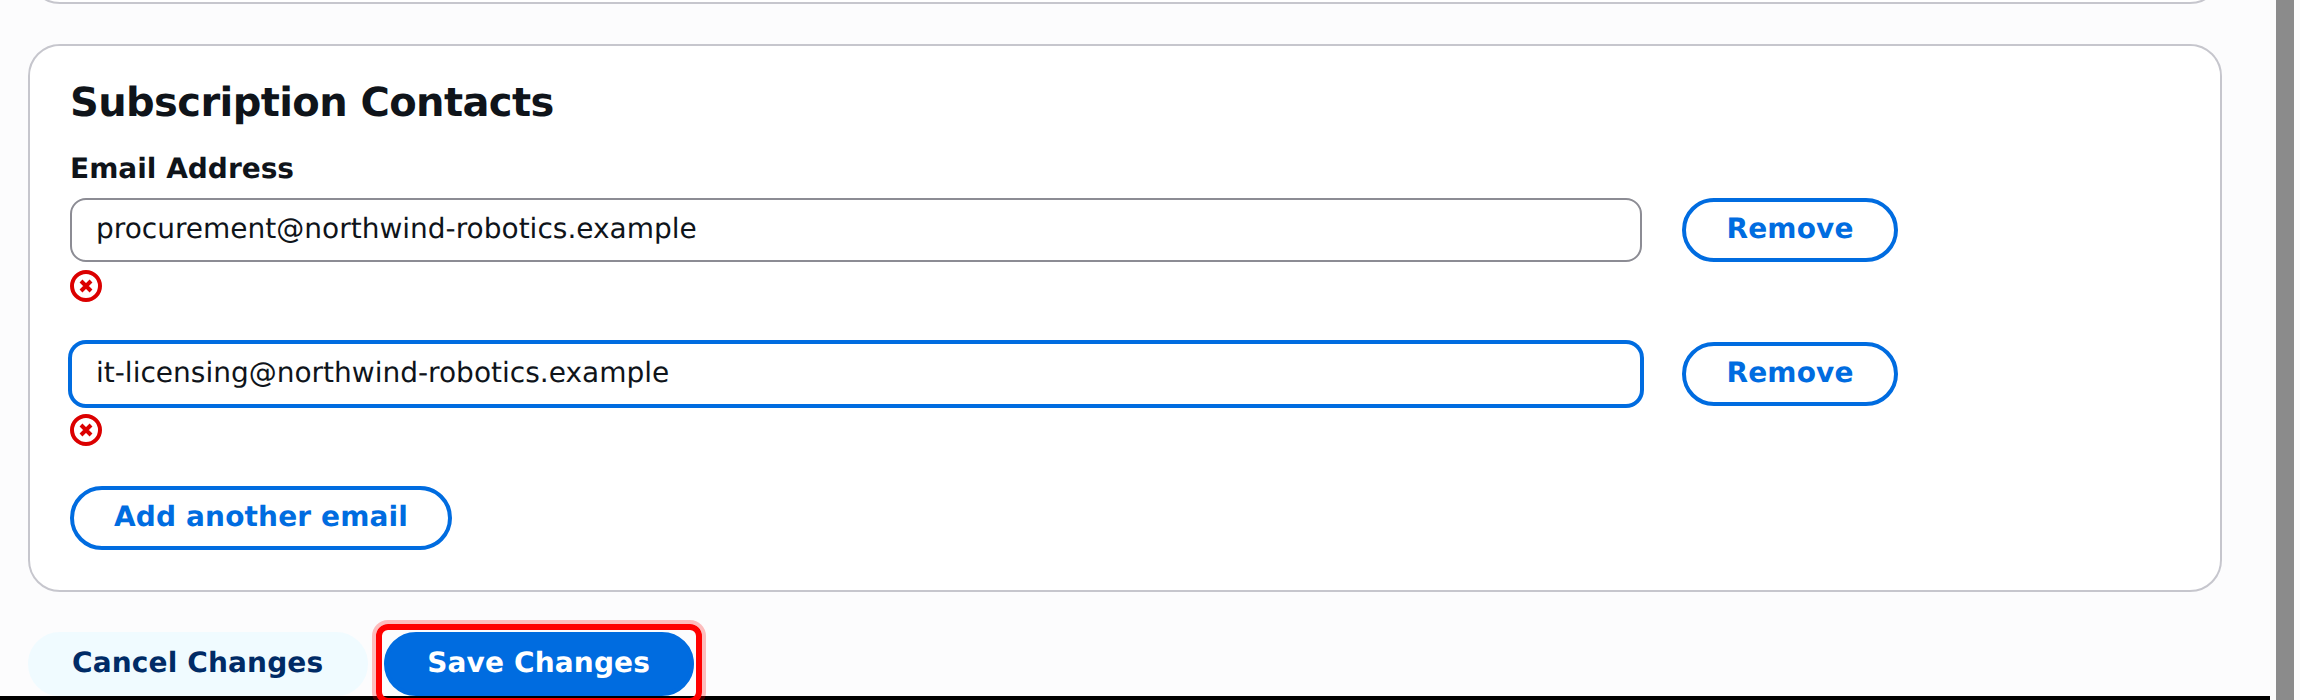 Subscription Contacts
Email Address
procurement@northwind-robotics.example
Remove
it-licensing@northwind-robotics.example
Remove
Add another email
Cancel Changes
Save Changes